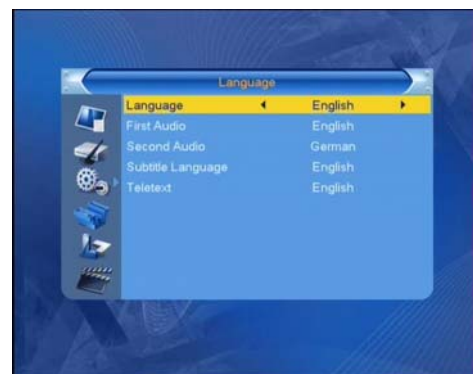 Language
Language English
First Audio English
Second Audio German
Subtitle Language English
Teletext English